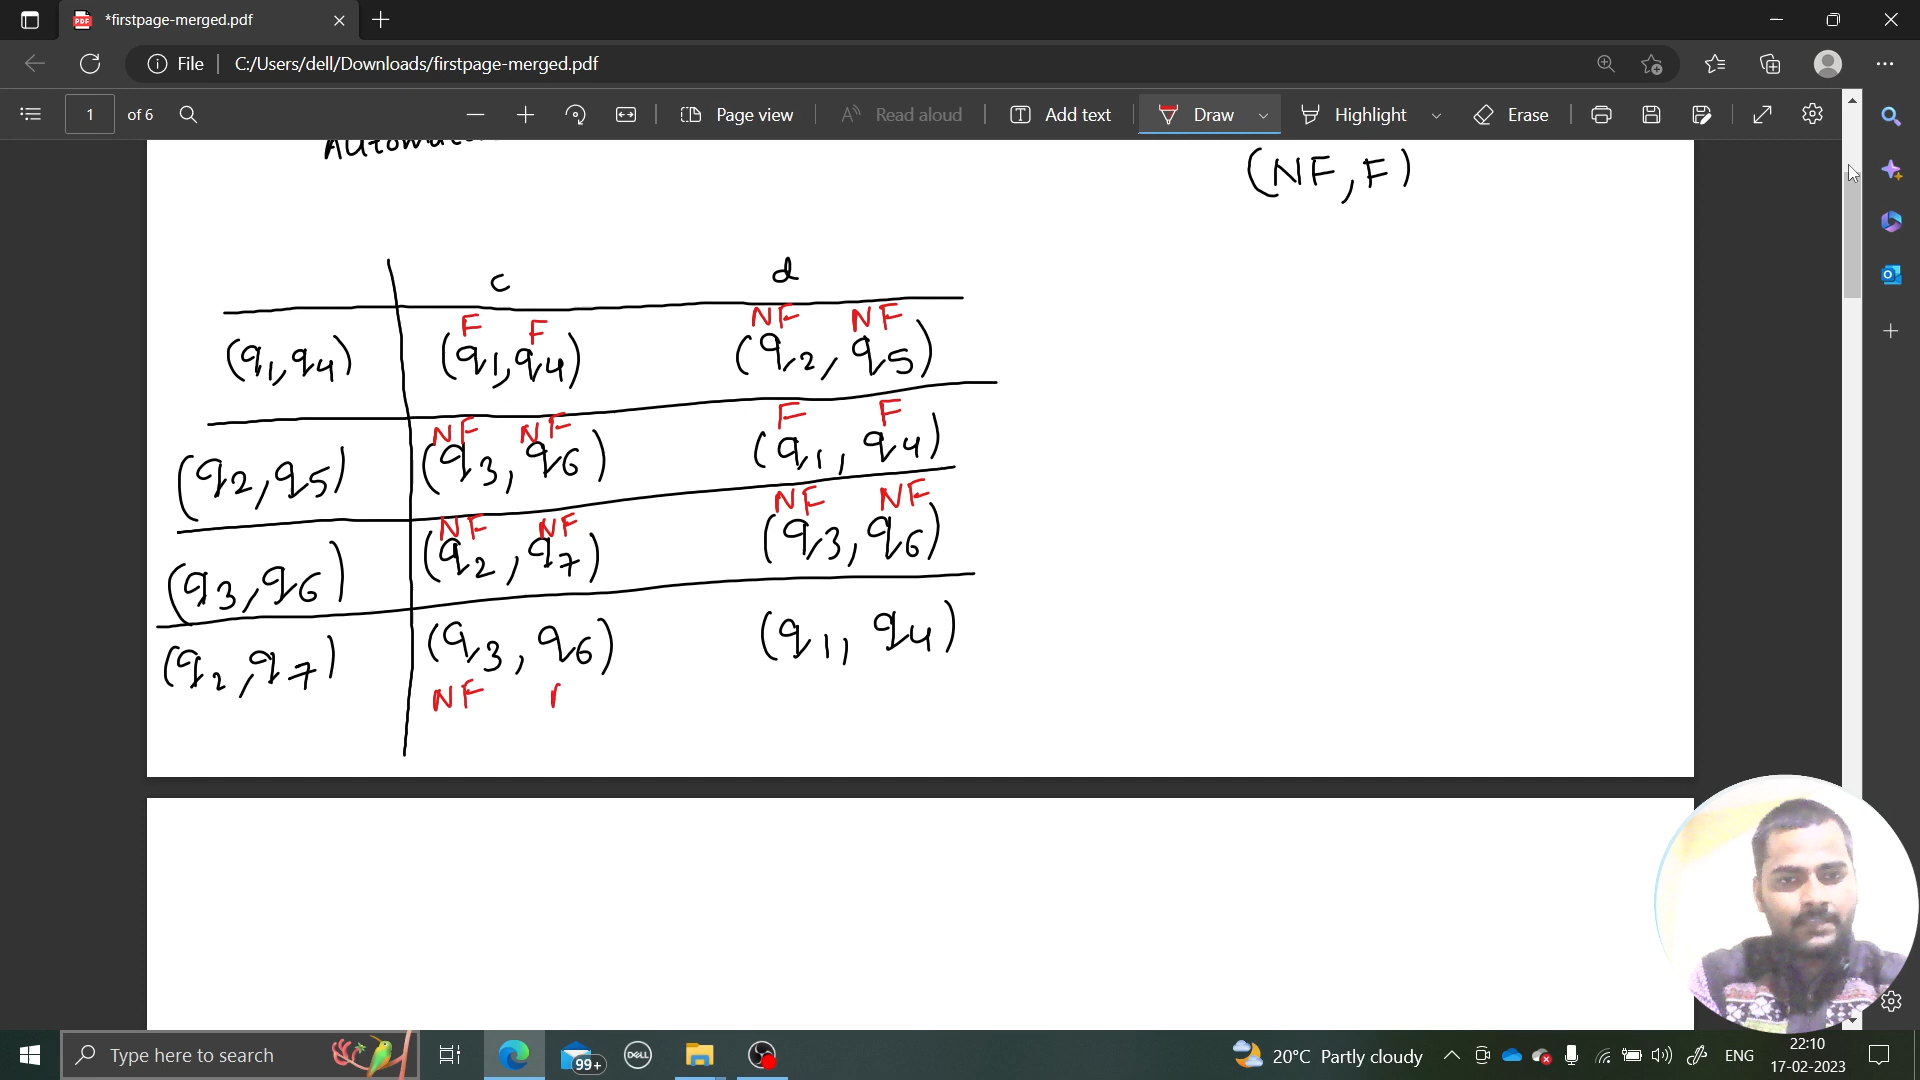 *firstpage-merged.pdf
File C:/Users/dell/Downloads/firstpage-merged.pdf
1 of 6 Page view Read aloud Add text Draw Highlight Erase
(NF, F)
c d
F F NF NF
(q1, q4) (q1, q4) (q2, q5)
NF NF F F
(q2, q5) (q3, q6) (q1, q4)
NF NF NF NF
(q3, q6) (q2, q7) (q3, q6)
(q2, q7) (q3, q6) (q1, q4)
NF
Type here to search 99+ DELL 20°C Partly cloudy ENG 22:10
17-02-2023